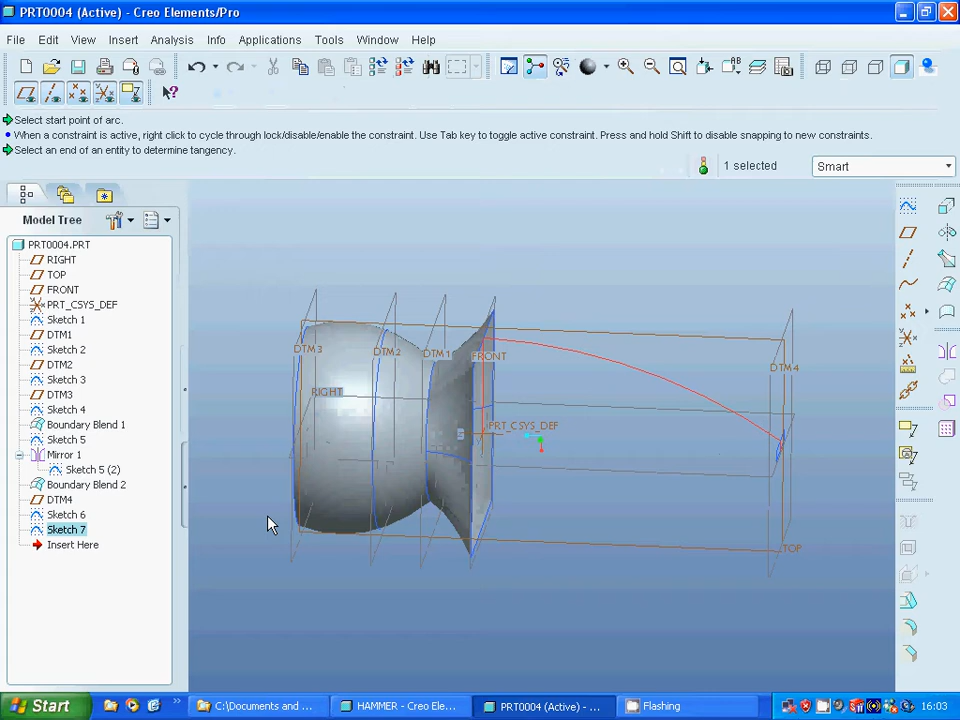 PRT0004 (Active) - Creo Elements/Pro
File Edit View Insert Analysis Info Applications Tools Window Help
Select start point of arc.
When a constraint is active, right click to cycle through lock/disable/enable the constraint. Use Tab key to toggle active constraint. Press and hold Shift to disable snapping to new constraints.
Select an end of an entity to determine tangency.
1 selected
Smart
Model Tree
PRT0004.PRT
RIGHT
TOP
FRONT
PRT_CSYS_DEF
Sketch 1
DTM1
Sketch 2
DTM2
Sketch 3
DTM3
Sketch 4
Boundary Blend 1
Sketch 5
Mirror 1
Sketch 5 (2)
Boundary Blend 2
DTM4
Sketch 6
Sketch 7
Insert Here
DTM3
DTM2
DTM1
FRONT
DTM4
RIGHT
PRT_CSYS_DEF
TOP
Start
C:\Documents and ...
HAMMER - Creo Ele...
PRT0004 (Active) - ...
Flashing
16:03